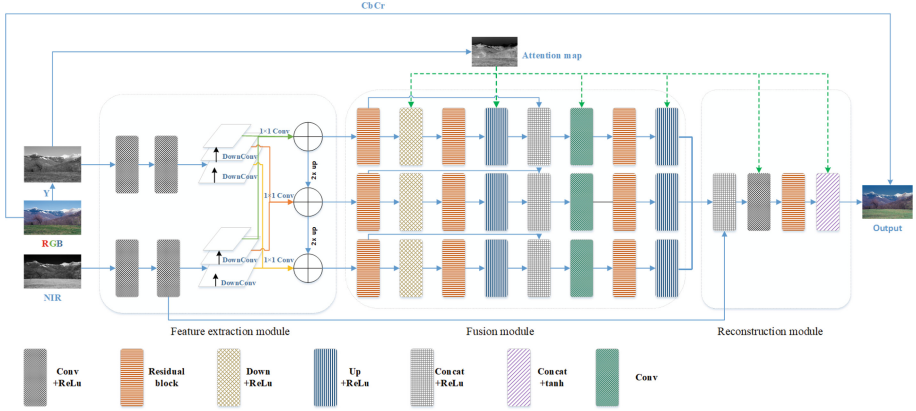 CbCr
Attention map
1×1 Conv
DownConv
DownConv
2x up
Y
1×1 Conv
RGB
Output
2x up
DownConv
1×1 Conv
DownConv
NIR
Feature extraction module
Fusion module
Reconstruction module
Conv
+ReLu
Residual
block
Down
+ReLu
Up
+ReLu
Concat
+ReLu
Concat
+tanh
Conv